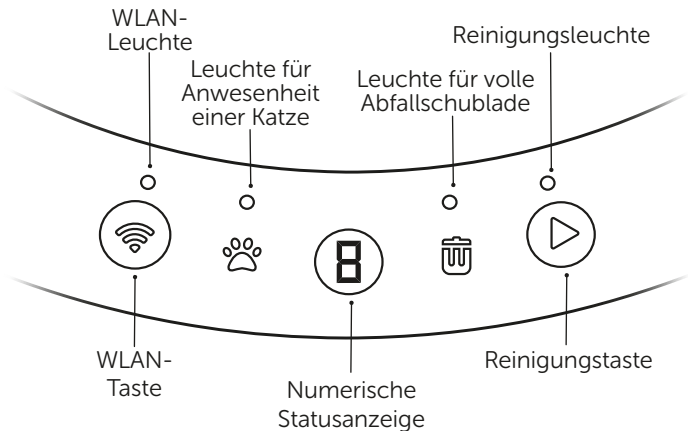 WLAN-
Leuchte
Leuchte für
Anwesenheit
einer Katze
Leuchte für volle
Abfallschublade
Reinigungsleuchte
8
WLAN-
Taste
Numerische
Statusanzeige
Reinigungstaste